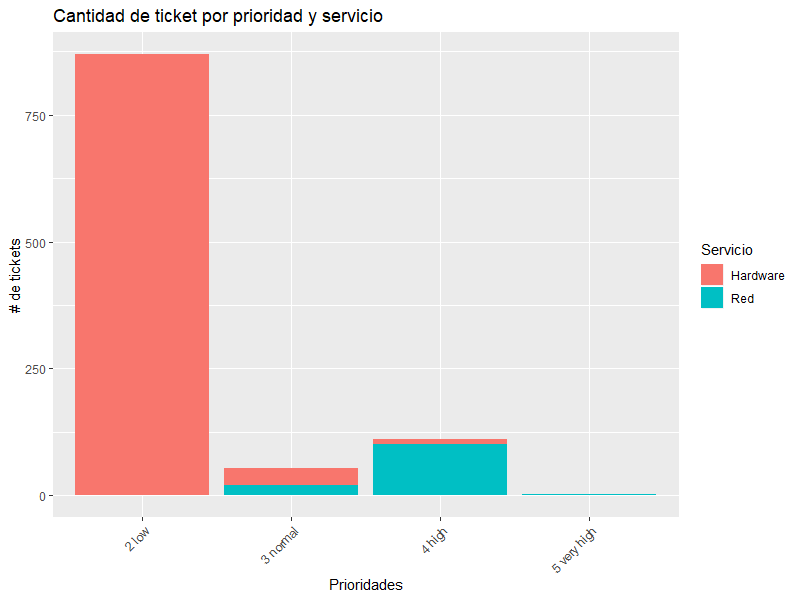 Cantidad de ticket por prioridad y servicio
# de tickets
750
500
250
0
2 low
3 normal
4 high
5 very high
Prioridades
Servicio
Hardware
Red